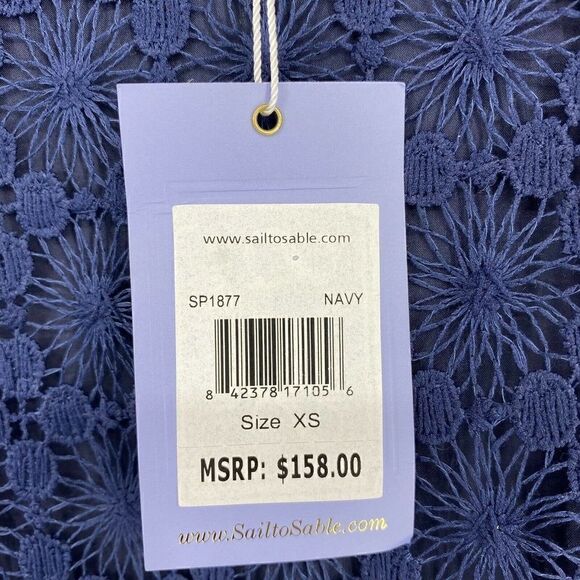 www.sailtosable.com
SP1877 NAVY
8 42378 17105 6
Size XS
MSRP: $158.00
www.SailtoSable.com